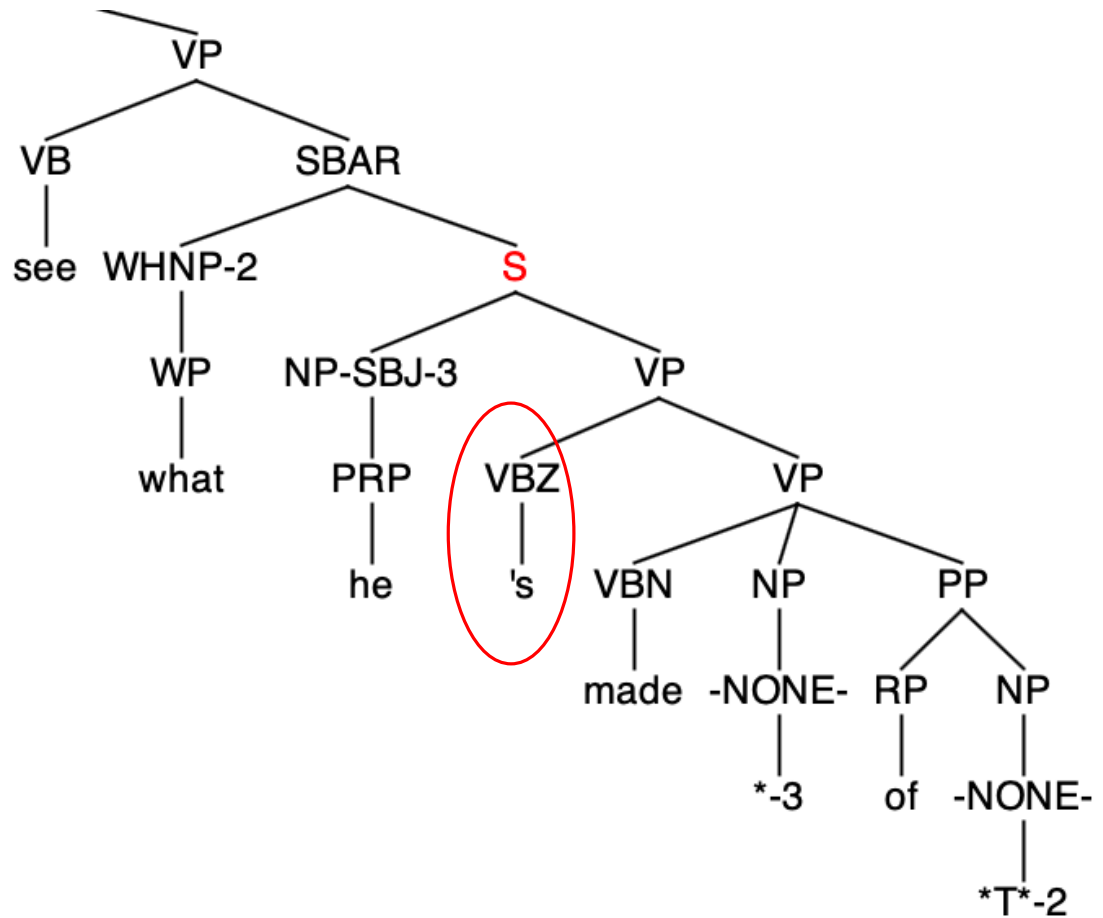 VP
VB SBAR
see WHNP-2 S
WP NP-SBJ-3 VP
what PRP VBZ VP
he 's VBN NP PP
made -NONE- RP NP
*-3 of -NONE-
*T*-2